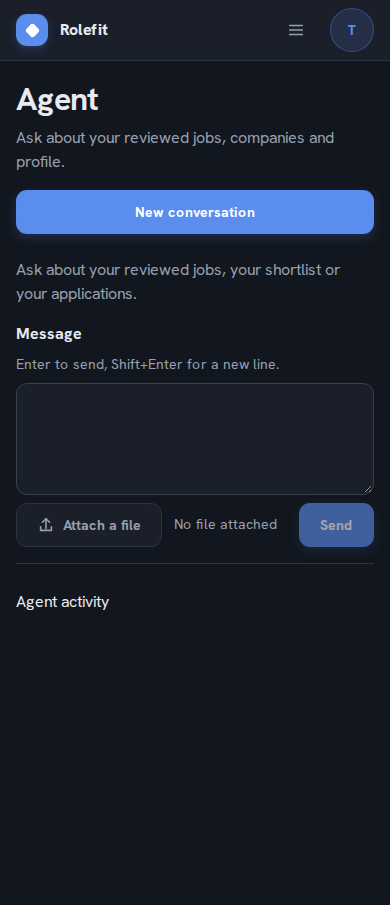 Rolefit
T
Agent
Ask about your reviewed jobs, companies and
profile.
New conversation
Ask about your reviewed jobs, your shortlist or
your applications.
Message
Enter to send, Shift+Enter for a new line.
Attach a file
No file attached
Send
Agent activity